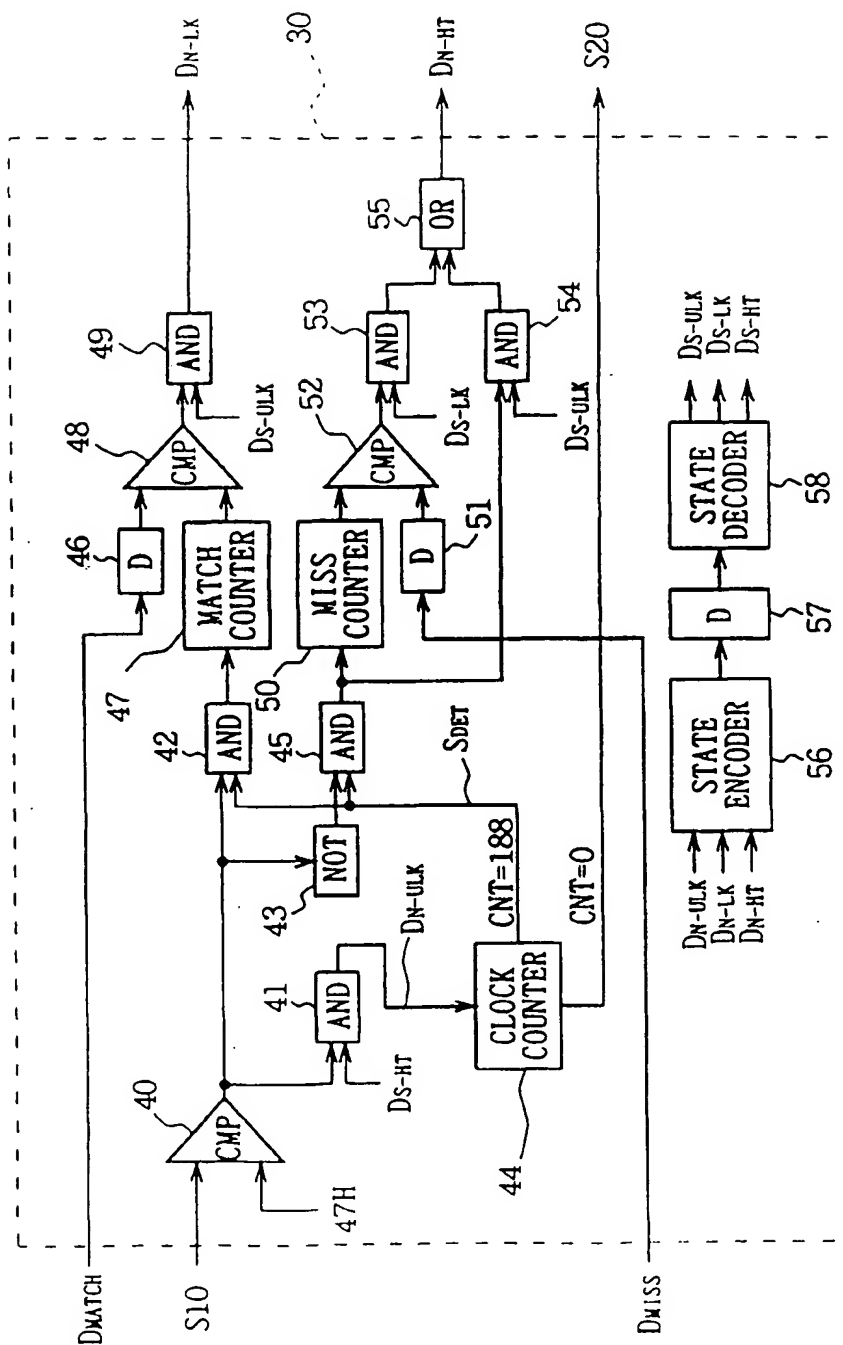 30
DN-LK
DN-HT
S20
49
AND
48
CMP
DS-ULK
46
D
47
MATCH
COUNTER
42
AND
DMATCH
55
OR
53
AND
54
AND
52
CMP
DS-LK
DS-ULK
50
MISS
COUNTER
51
D
45
AND
SDET
43
NOT
DN-ULK
CNT=188
CNT=0
41
AND
DS-HT
40
CMP
S10
47H
44
CLOCK
COUNTER
DMISS
DN-ULK
DN-LK
DN-HT
STATE
ENCODER
56
D
57
STATE
DECODER
58
DS-ULK
DS-LK
DS-HT